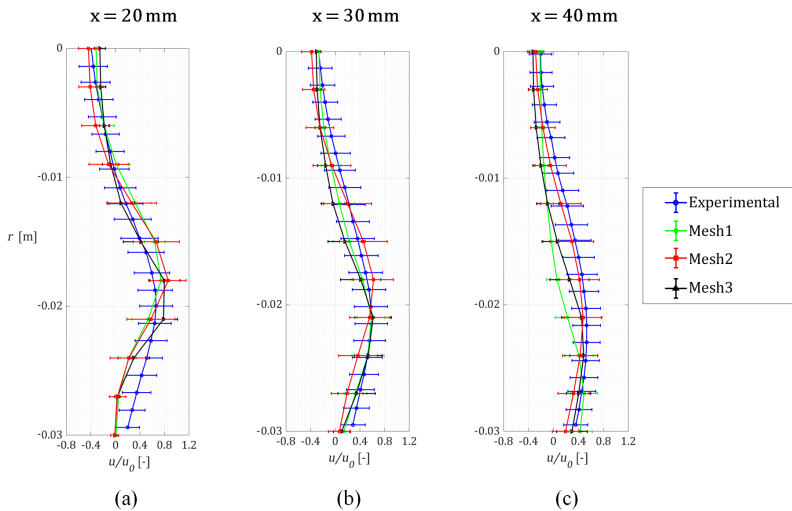 x = 20 mm
x = 30 mm
x = 40 mm
0
-0.01
-0.02
-0.03
r [m]
-0.8 -0.4 0 0.4 0.8 1.2
u/u0 [-]
(a)
0
-0.01
-0.02
-0.03
-0.8 -0.4 0 0.4 0.8 1.2
u/u0 [-]
(b)
0
-0.01
-0.02
-0.03
-0.8 -0.4 0 0.4 0.8 1.2
u/u0 [-]
(c)
Experimental
Mesh1
Mesh2
Mesh3